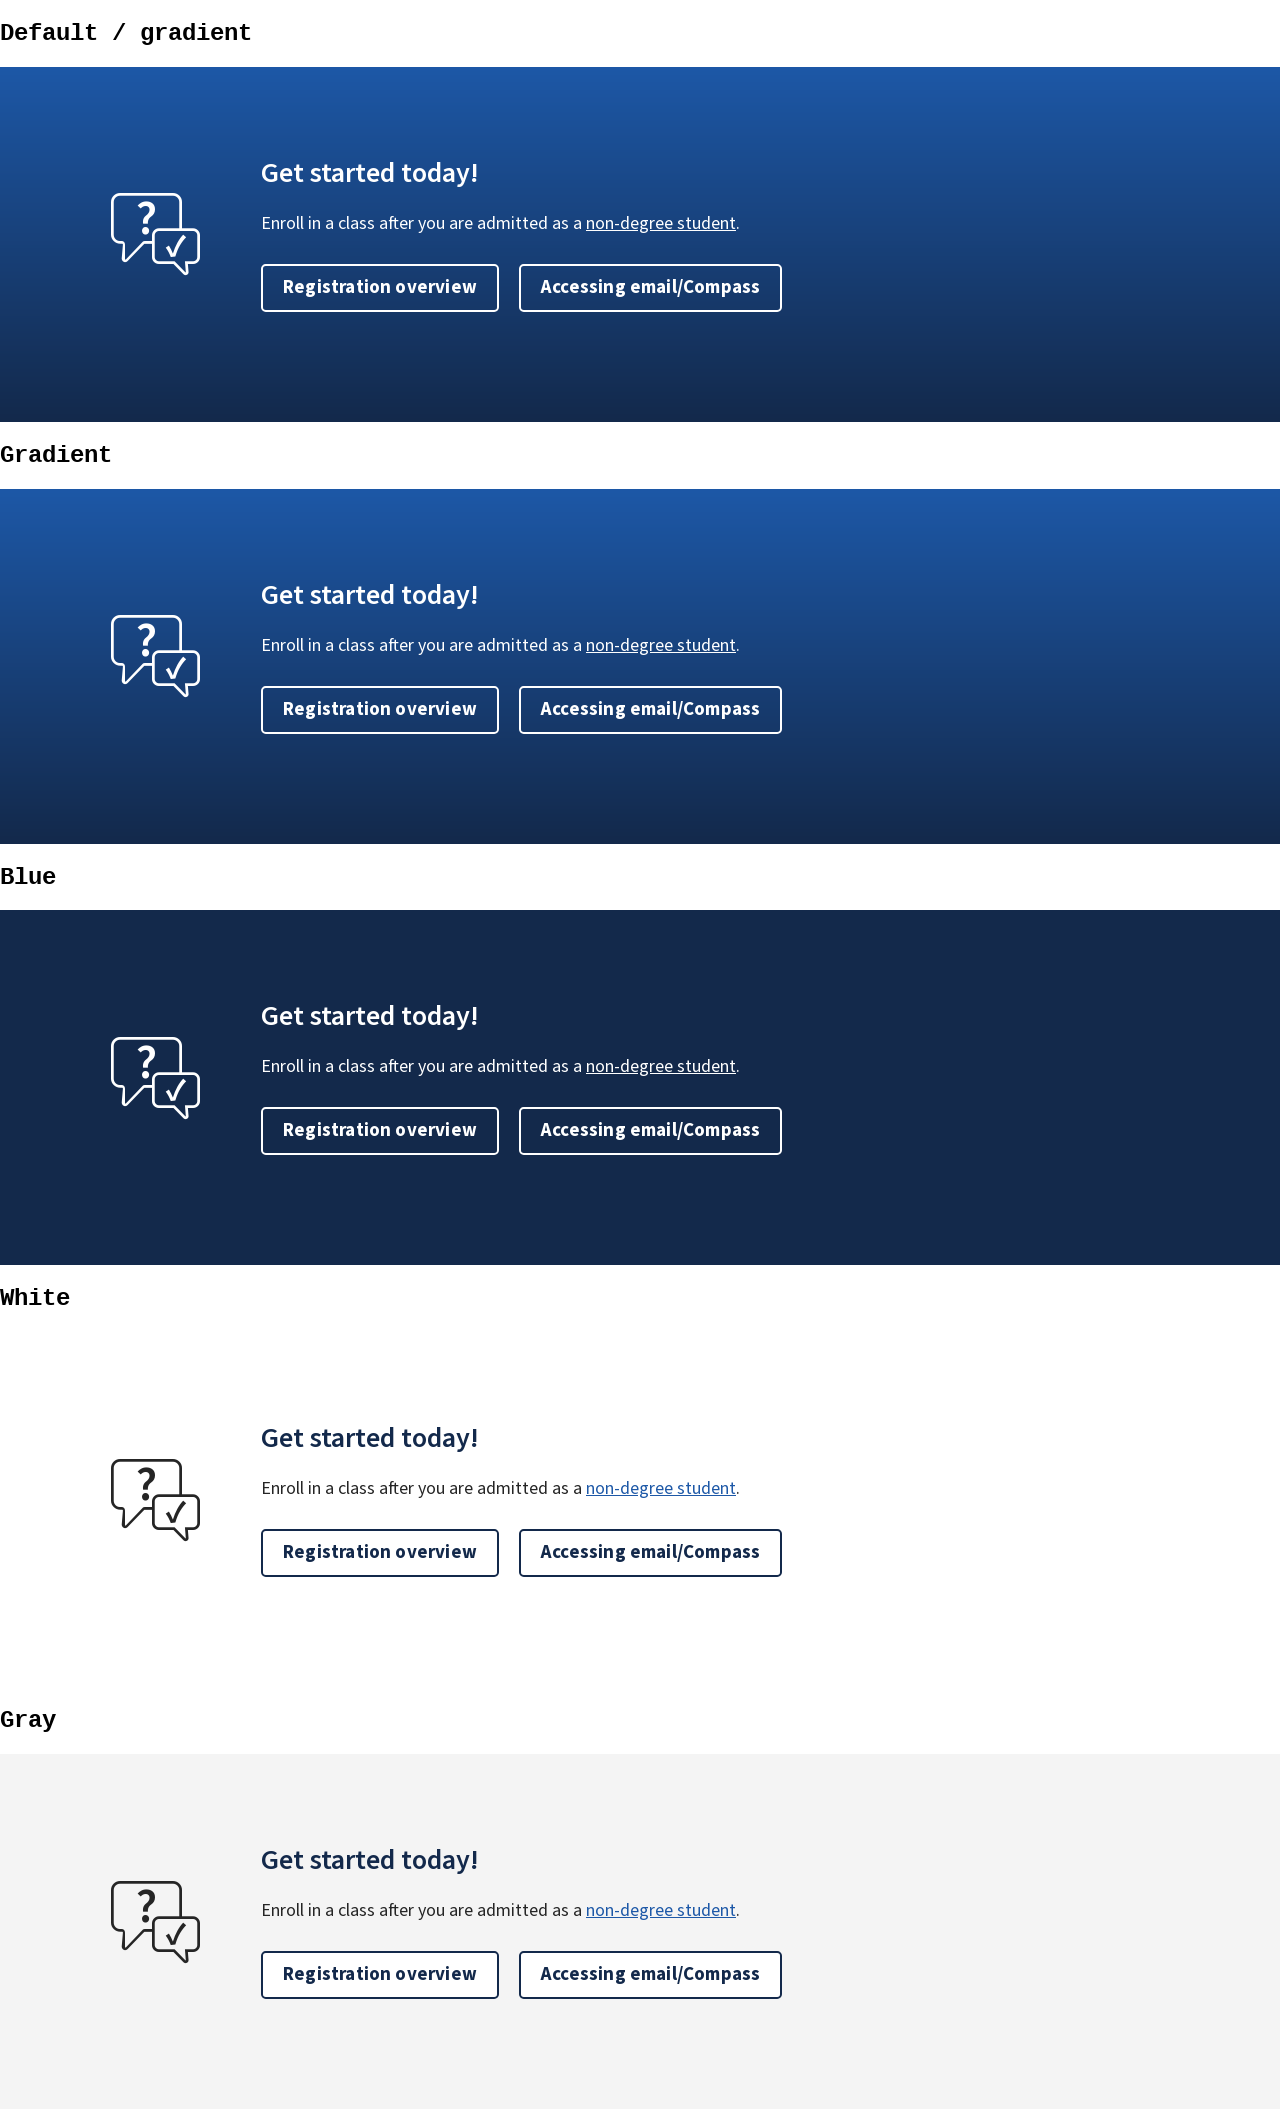 Default / gradient
Get started today!
Enroll in a class after you are admitted as a non-degree student.
Registration overview Accessing email/Compass
Gradient
Get started today!
Enroll in a class after you are admitted as a non-degree student.
Registration overview Accessing email/Compass
Blue
Get started today!
Enroll in a class after you are admitted as a non-degree student.
Registration overview Accessing email/Compass
White
Get started today!
Enroll in a class after you are admitted as a non-degree student.
Registration overview Accessing email/Compass
Gray
Get started today!
Enroll in a class after you are admitted as a non-degree student.
Registration overview Accessing email/Compass